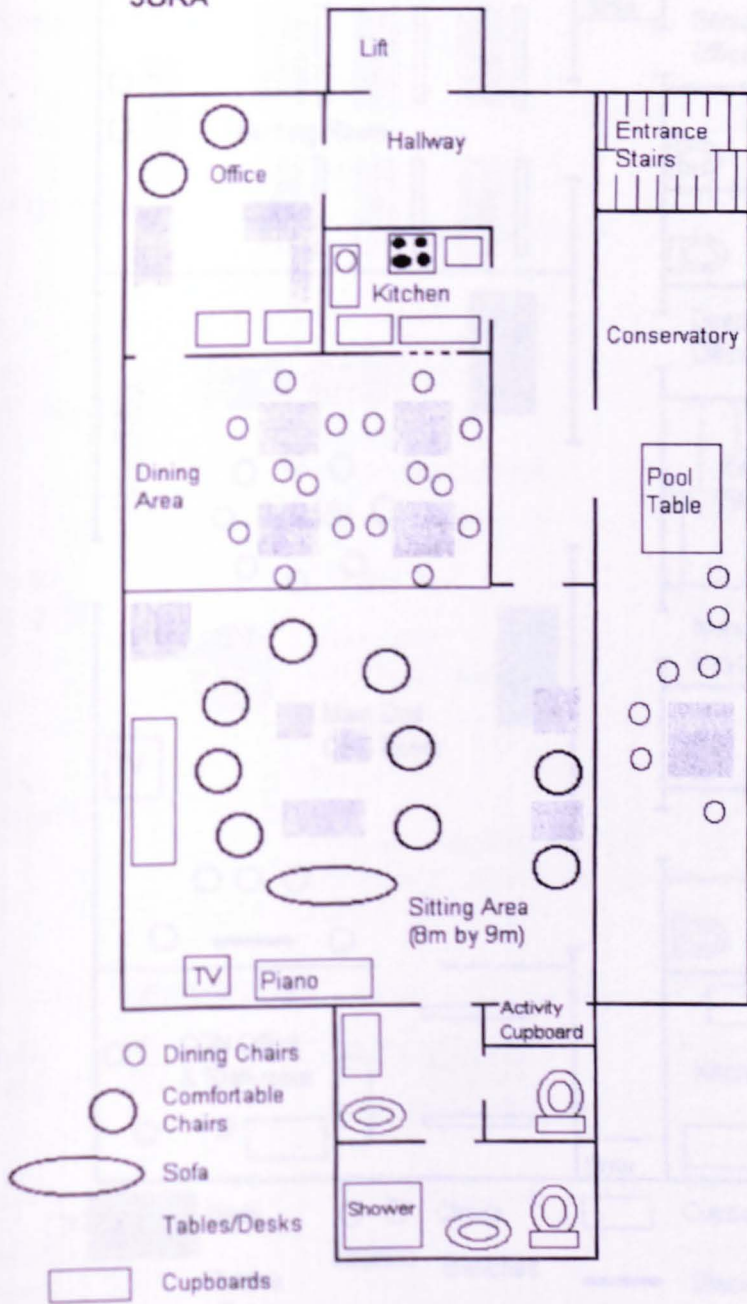 Lift
Hallway
Entrance
Stairs
Office
Kitchen
Conservatory
Dining
Area
Pool
Table
Sitting Area
(8m by 9m)
TV
Piano
Activity
Cupboard
Dining Chairs
Comfortable
Chairs
Sofa
Shower
Tables/Desks
Cupboards